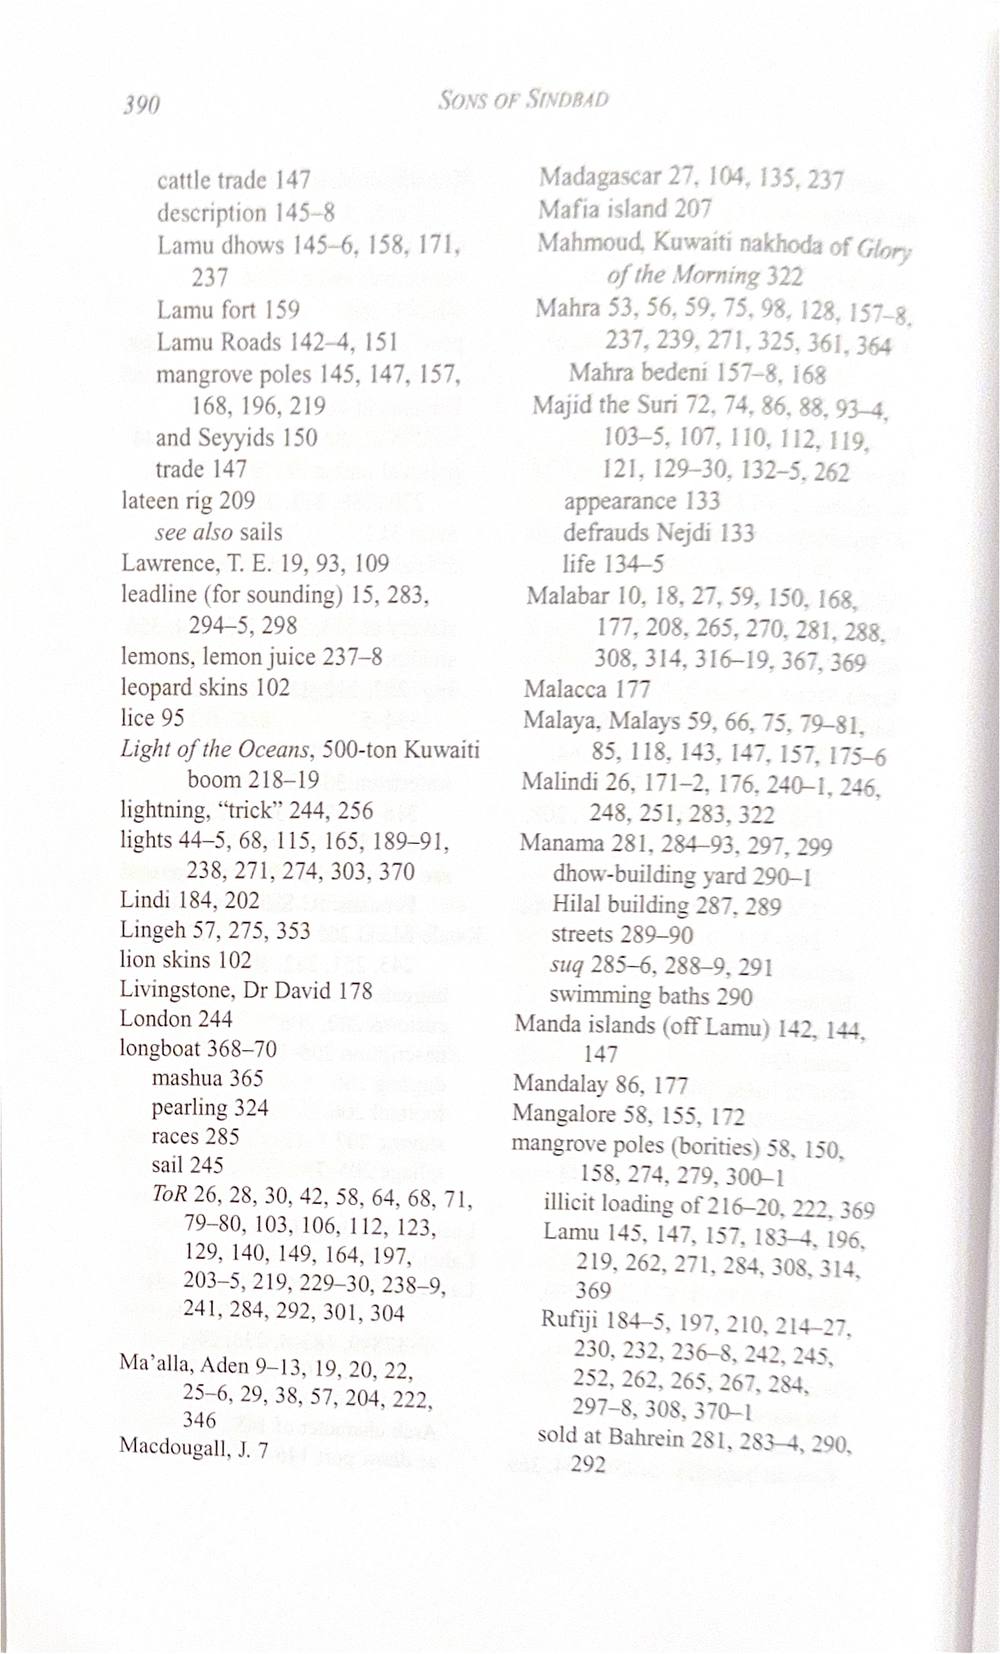 390
SONS OF SINDBAD
cattle trade 147
description 145–8
Lamu dhows 145–6, 158, 171,
237
Lamu fort 159
Lamu Roads 142–4, 151
mangrove poles 145, 147, 157,
168, 196, 219
and Seyyids 150
trade 147
lateen rig 209
see also sails
Lawrence, T. E. 19, 93, 109
leadline (for sounding) 15, 283,
294–5, 298
lemons, lemon juice 237–8
leopard skins 102
lice 95
Light of the Oceans, 500-ton Kuwaiti
boom 218–19
lightning, “trick” 244, 256
lights 44–5, 68, 115, 165, 189–91,
238, 271, 274, 303, 370
Lindi 184, 202
Lingeh 57, 275, 353
lion skins 102
Livingstone, Dr David 178
London 244
longboat 368–70
mashua 365
pearling 324
races 285
sail 245
ToR 26, 28, 30, 42, 58, 64, 68, 71,
79–80, 103, 106, 112, 123,
129, 140, 149, 164, 197,
203–5, 219, 229–30, 238–9,
241, 284, 292, 301, 304
Ma’alla, Aden 9–13, 19, 20, 22,
25–6, 29, 38, 57, 204, 222,
346
Macdougall, J. 7
Madagascar 27, 104, 135, 237
Mafia island 207
Mahmoud, Kuwaiti nakhoda of Glory
of the Morning 322
Mahra 53, 56, 59, 75, 98, 128, 157–8,
237, 239, 271, 325, 361, 364
Mahra bedeni 157–8, 168
Majid the Suri 72, 74, 86, 88, 93–4,
103–5, 107, 110, 112, 119,
121, 129–30, 132–5, 262
appearance 133
defrauds Nejdi 133
life 134–5
Malabar 10, 18, 27, 59, 150, 168,
177, 208, 265, 270, 281, 288,
308, 314, 316–19, 367, 369
Malacca 177
Malaya, Malays 59, 66, 75, 79–81,
85, 118, 143, 147, 157, 175–6
Malindi 26, 171–2, 176, 240–1, 246,
248, 251, 283, 322
Manama 281, 284–93, 297, 299
dhow-building yard 290–1
Hilal building 287, 289
streets 289–90
suq 285–6, 288–9, 291
swimming baths 290
Manda islands (off Lamu) 142, 144,
147
Mandalay 86, 177
Mangalore 58, 155, 172
mangrove poles (borities) 58, 150,
158, 274, 279, 300–1
illicit loading of 216–20, 222, 369
Lamu 145, 147, 157, 183–4, 196,
219, 262, 271, 284, 308, 314,
369
Rufiji 184–5, 197, 210, 214–27,
230, 232, 236–8, 242, 245,
252, 262, 265, 267, 284,
297–8, 308, 370–1
sold at Bahrein 281, 283–4, 290,
292